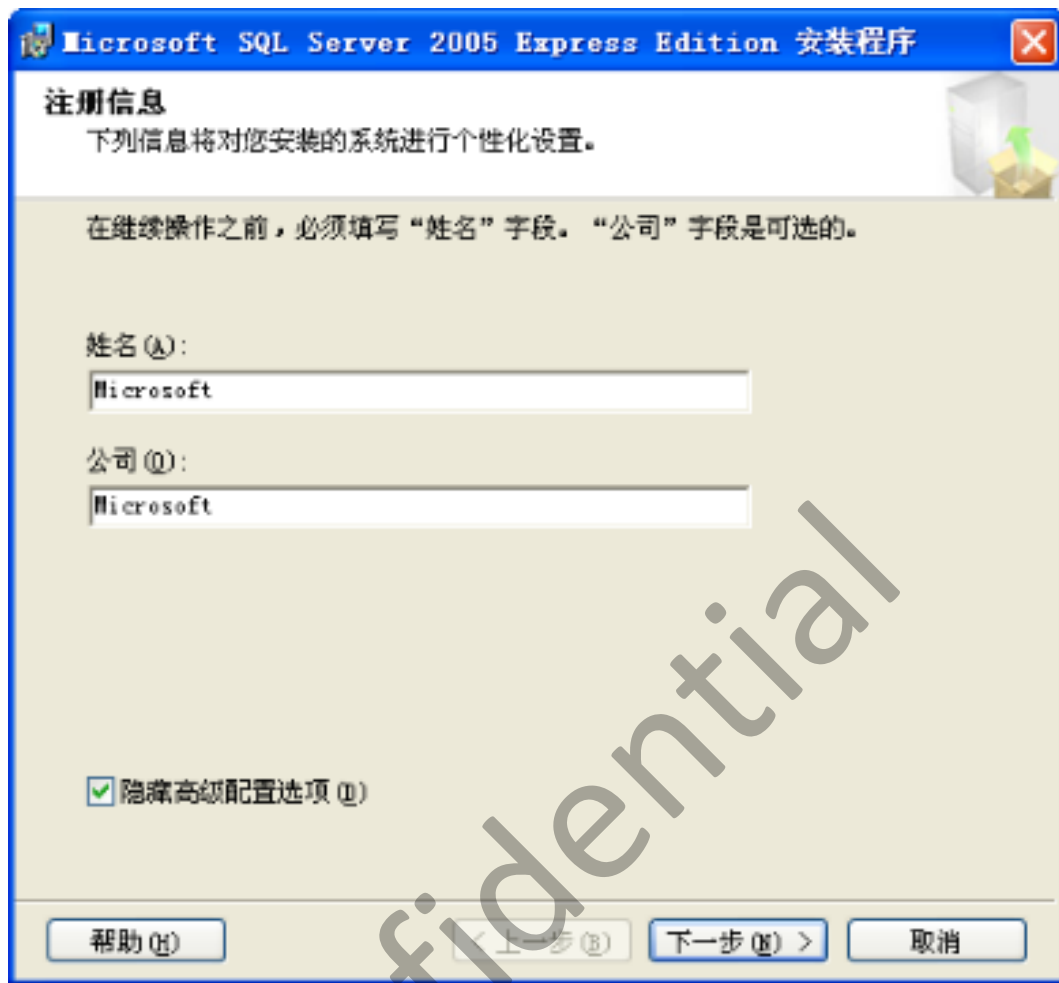 Microsoft SQL Server 2005 Express Edition 安装程序
注册信息
下列信息将对您安装的系统进行个性化设置。
在继续操作之前，必须填写“姓名”字段。“公司”字段是可选的。
姓名(A):
Microsoft
公司(O):
Microsoft
隐藏高级配置选项(D)
帮助(H)
< 上一步(B)
下一步(N) >
取消
fidential